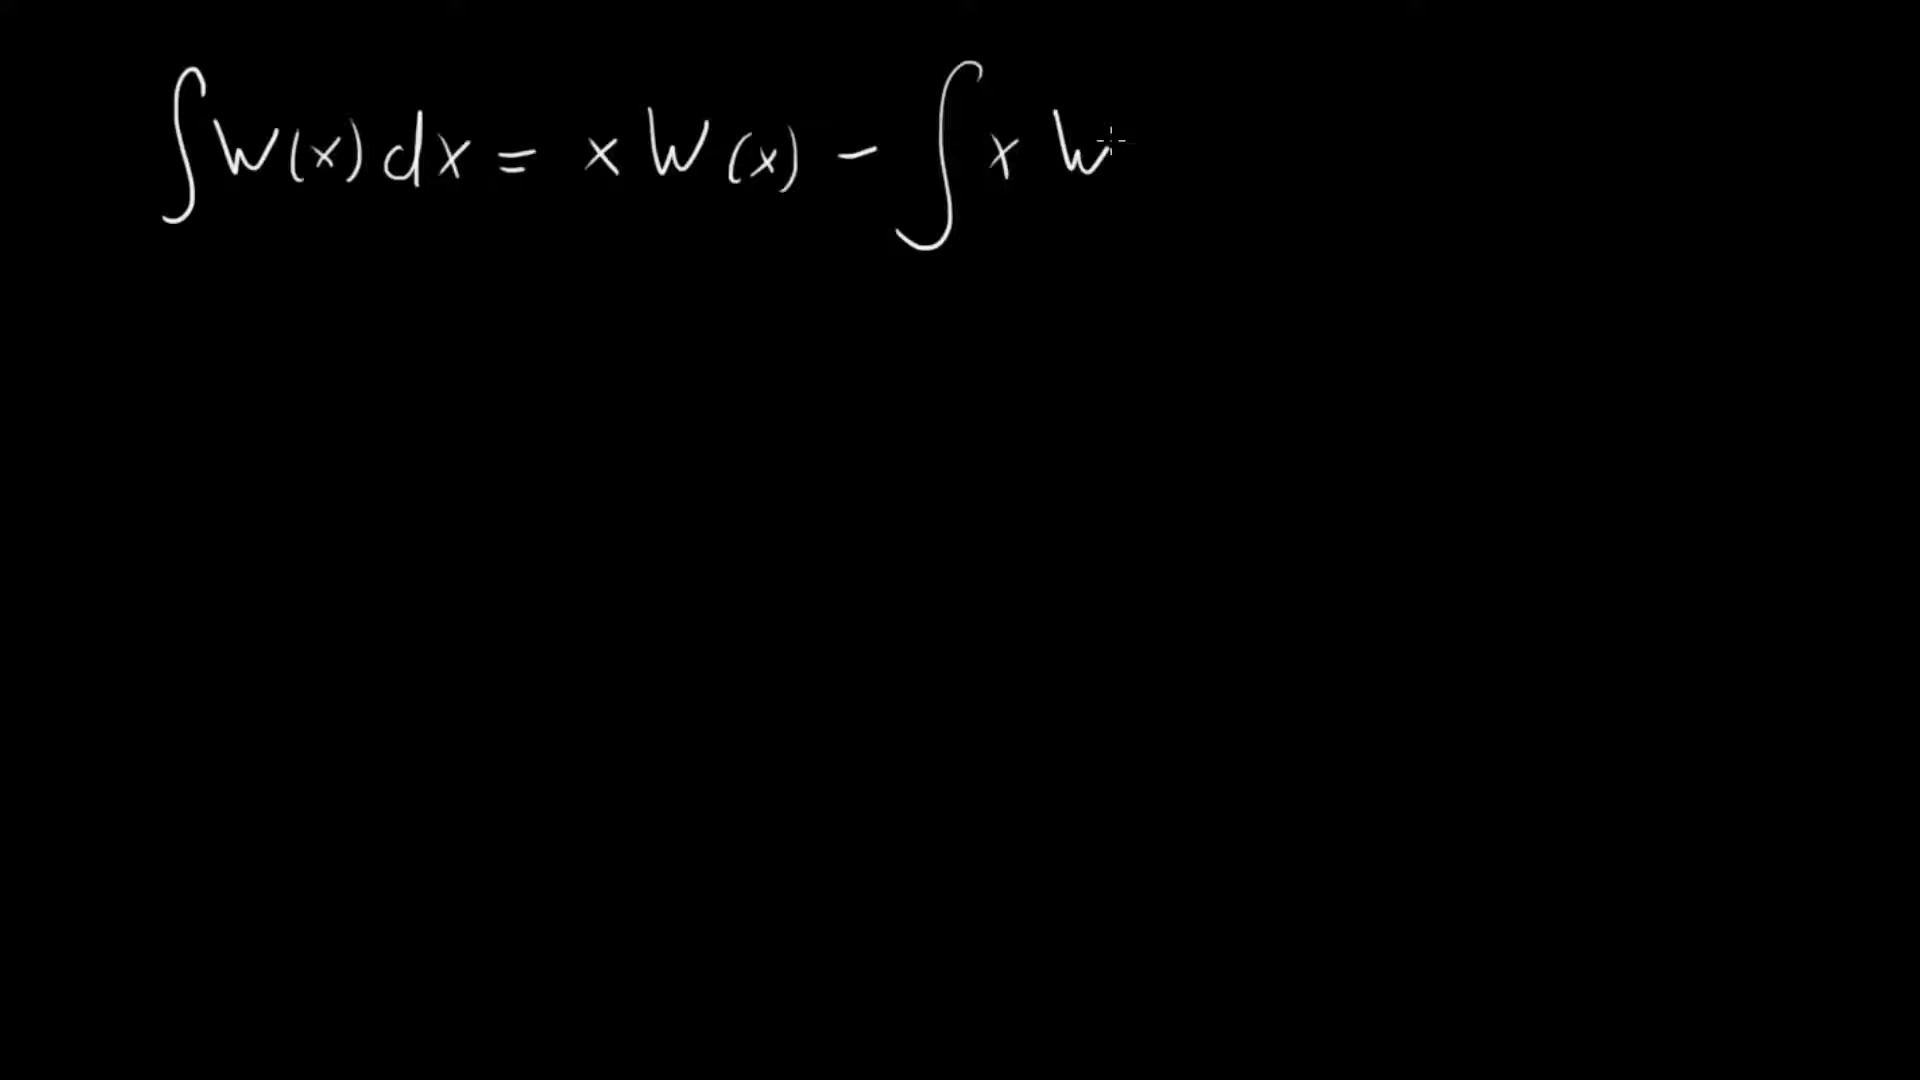 ∫W(x)dx = x W(x) - ∫x W